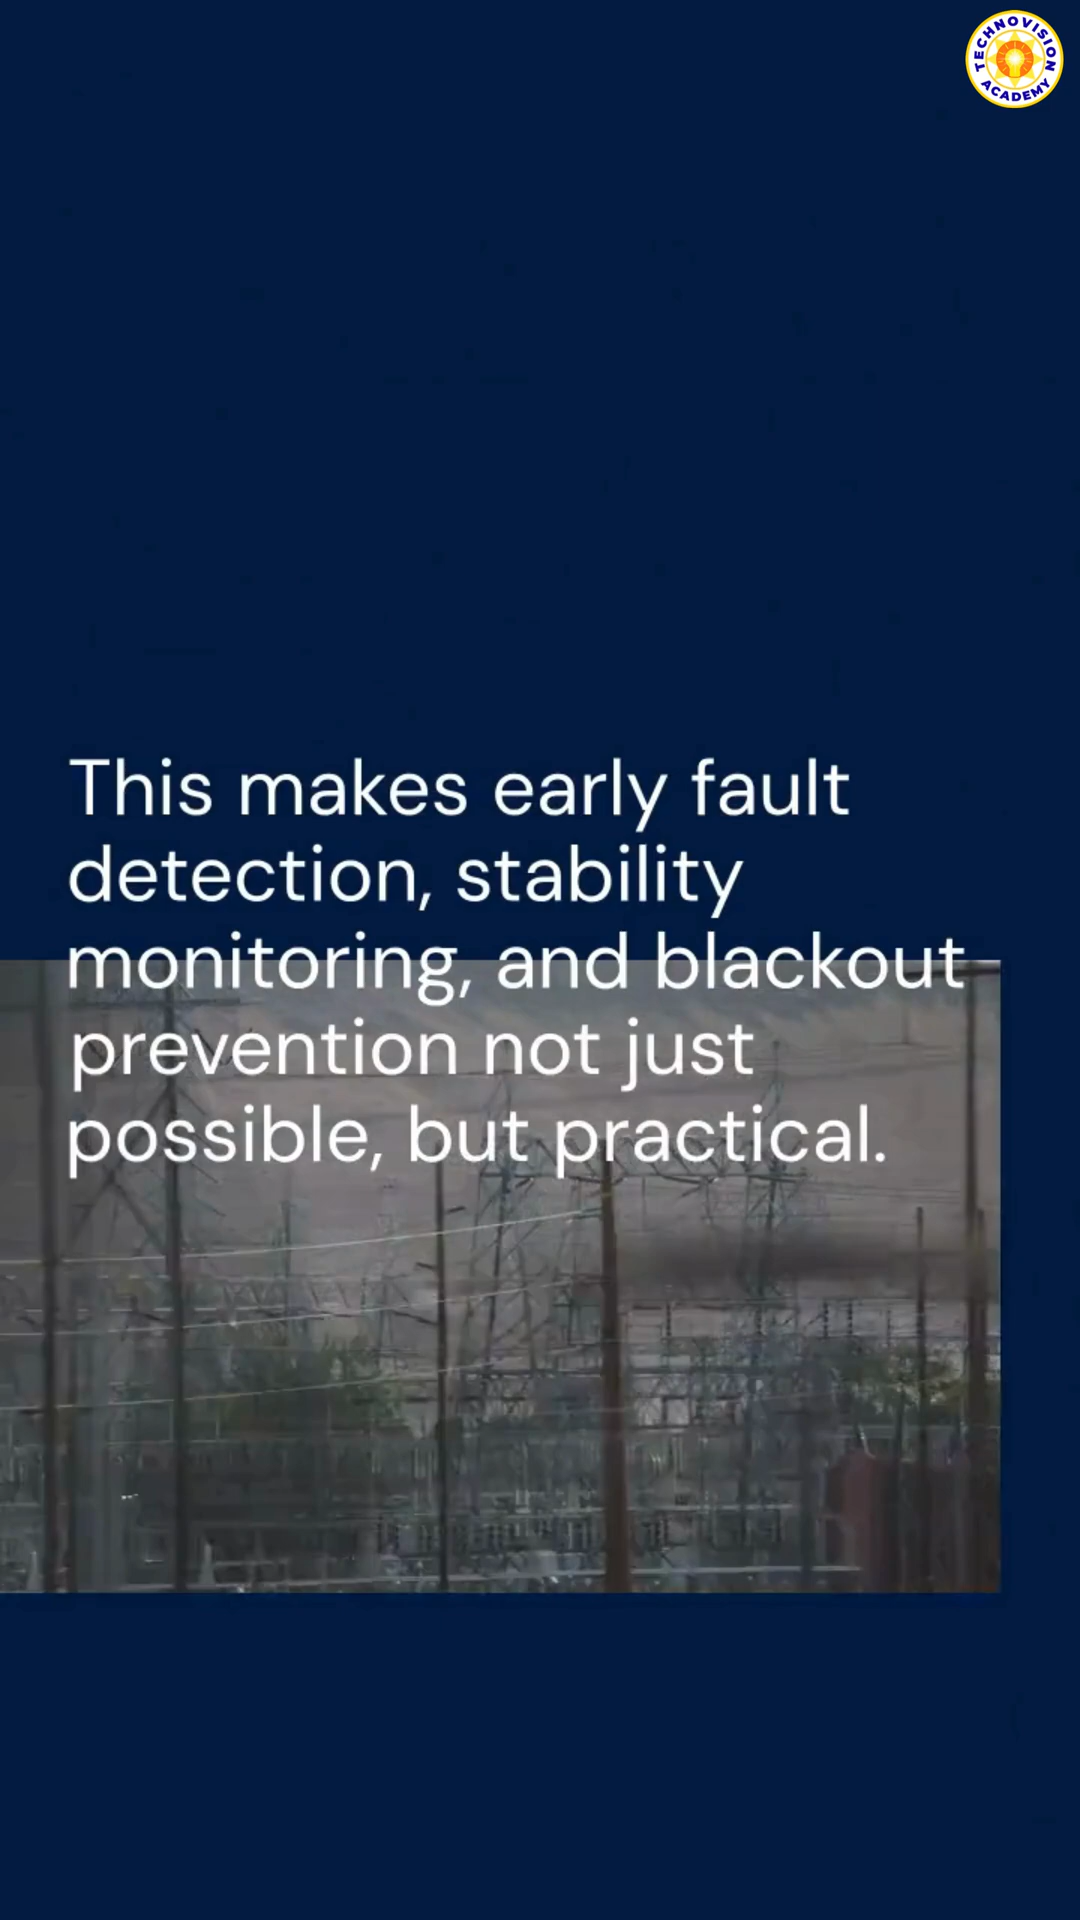 TECHNOVISION
ACADEMY
This makes early fault
detection, stability
monitoring, and blackout
prevention not just
possible, but practical.